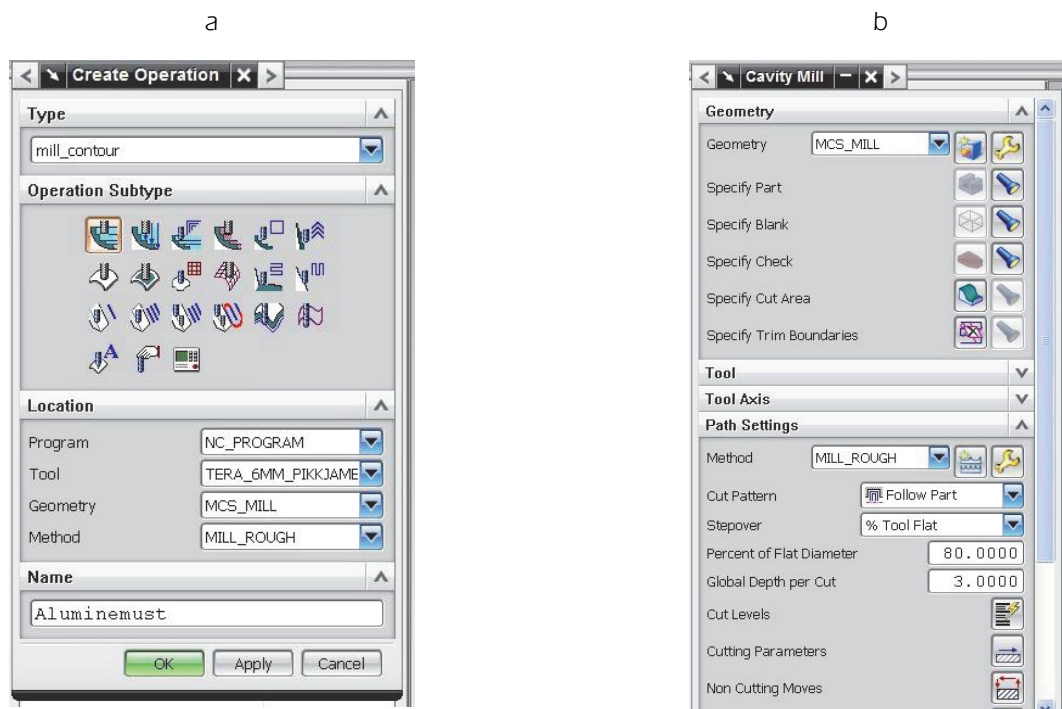 a
Create Operation
Type
mill_contour
Operation Subtype
Location
Program NC_PROGRAM
Tool TERA_6MM_PIKKJAME
Geometry MCS_MILL
Method MILL_ROUGH
Name
Aluminemust
OK Apply Cancel
b
Cavity Mill
Geometry
Geometry MCS_MILL
Specify Part
Specify Blank
Specify Check
Specify Cut Area
Specify Trim Boundaries
Tool
Tool Axis
Path Settings
Method MILL_ROUGH
Cut Pattern Follow Part
Stepover % Tool Flat
Percent of Flat Diameter 80.0000
Global Depth per Cut 3.0000
Cut Levels
Cutting Parameters
Non Cutting Moves